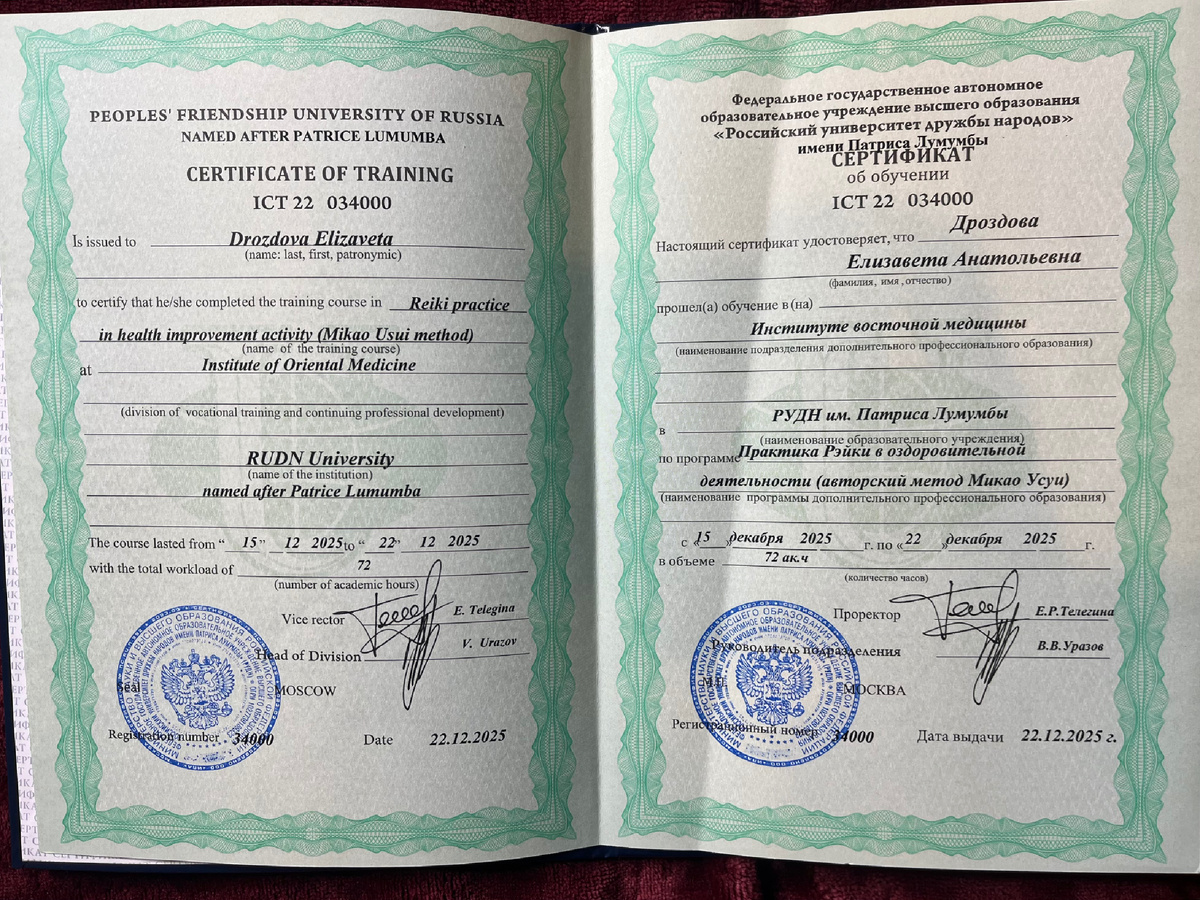 PEOPLES' FRIENDSHIP UNIVERSITY OF RUSSIA
NAMED AFTER PATRICE LUMUMBA
CERTIFICATE OF TRAINING
ICT 22 034000
Is issued to Drozdova Elizaveta
(name: last, first, patronymic)
to certify that he/she completed the training course in Reiki practice
in health improvement activity (Mikao Usui method)
(name of the training course)
at Institute of Oriental Medicine
(division of vocational training and continuing professional development)
RUDN University
(name of the institution)
named after Patrice Lumumba
The course lasted from “ 15” 12 2025 to “ 22” 12 2025
with the total workload of 72
(number of academic hours)
Vice rector E. Telegina
Head of Division V. Urazov
Seal MOSCOW
Registration number 34000 Date 22.12.2025
Федеральное государственное автономное
образовательное учреждение высшего образования
«Российский университет дружбы народов»
имени Патриса Лумумбы
СЕРТИФИКАТ
об обучении
ICT 22 034000
Настоящий сертификат удостоверяет, что Дроздова
Елизавета Анатольевна
(фамилия, имя, отчество)
прошел(а) обучение в (на)
Институте восточной медицины
(наименование подразделения дополнительного профессионального образования)
в РУДН им. Патриса Лумумбы
(наименование образовательного учреждения)
по программе Практика Рэйки в оздоровительной
деятельности (авторский метод Микао Усуи)
(наименование программы дополнительного профессионального образования)
с «15 » декабря 2025 г. по «22 » декабря 2025 г.
в объеме 72 ак.ч
(количество часов)
Проректор Е.Р.Телегина
Руководитель подразделения В.В.Уразов
МОСКВА
Регистрационный номер 34000 Дата выдачи 22.12.2025 г.